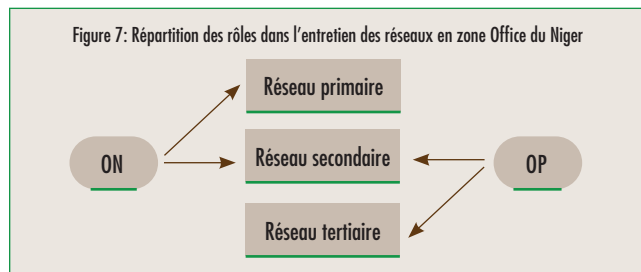 Figure 7: Répartition des rôles dans l'entretien des réseaux en zone Office du Niger
Réseau primaire
ON
Réseau secondaire
OP
Réseau tertiaire